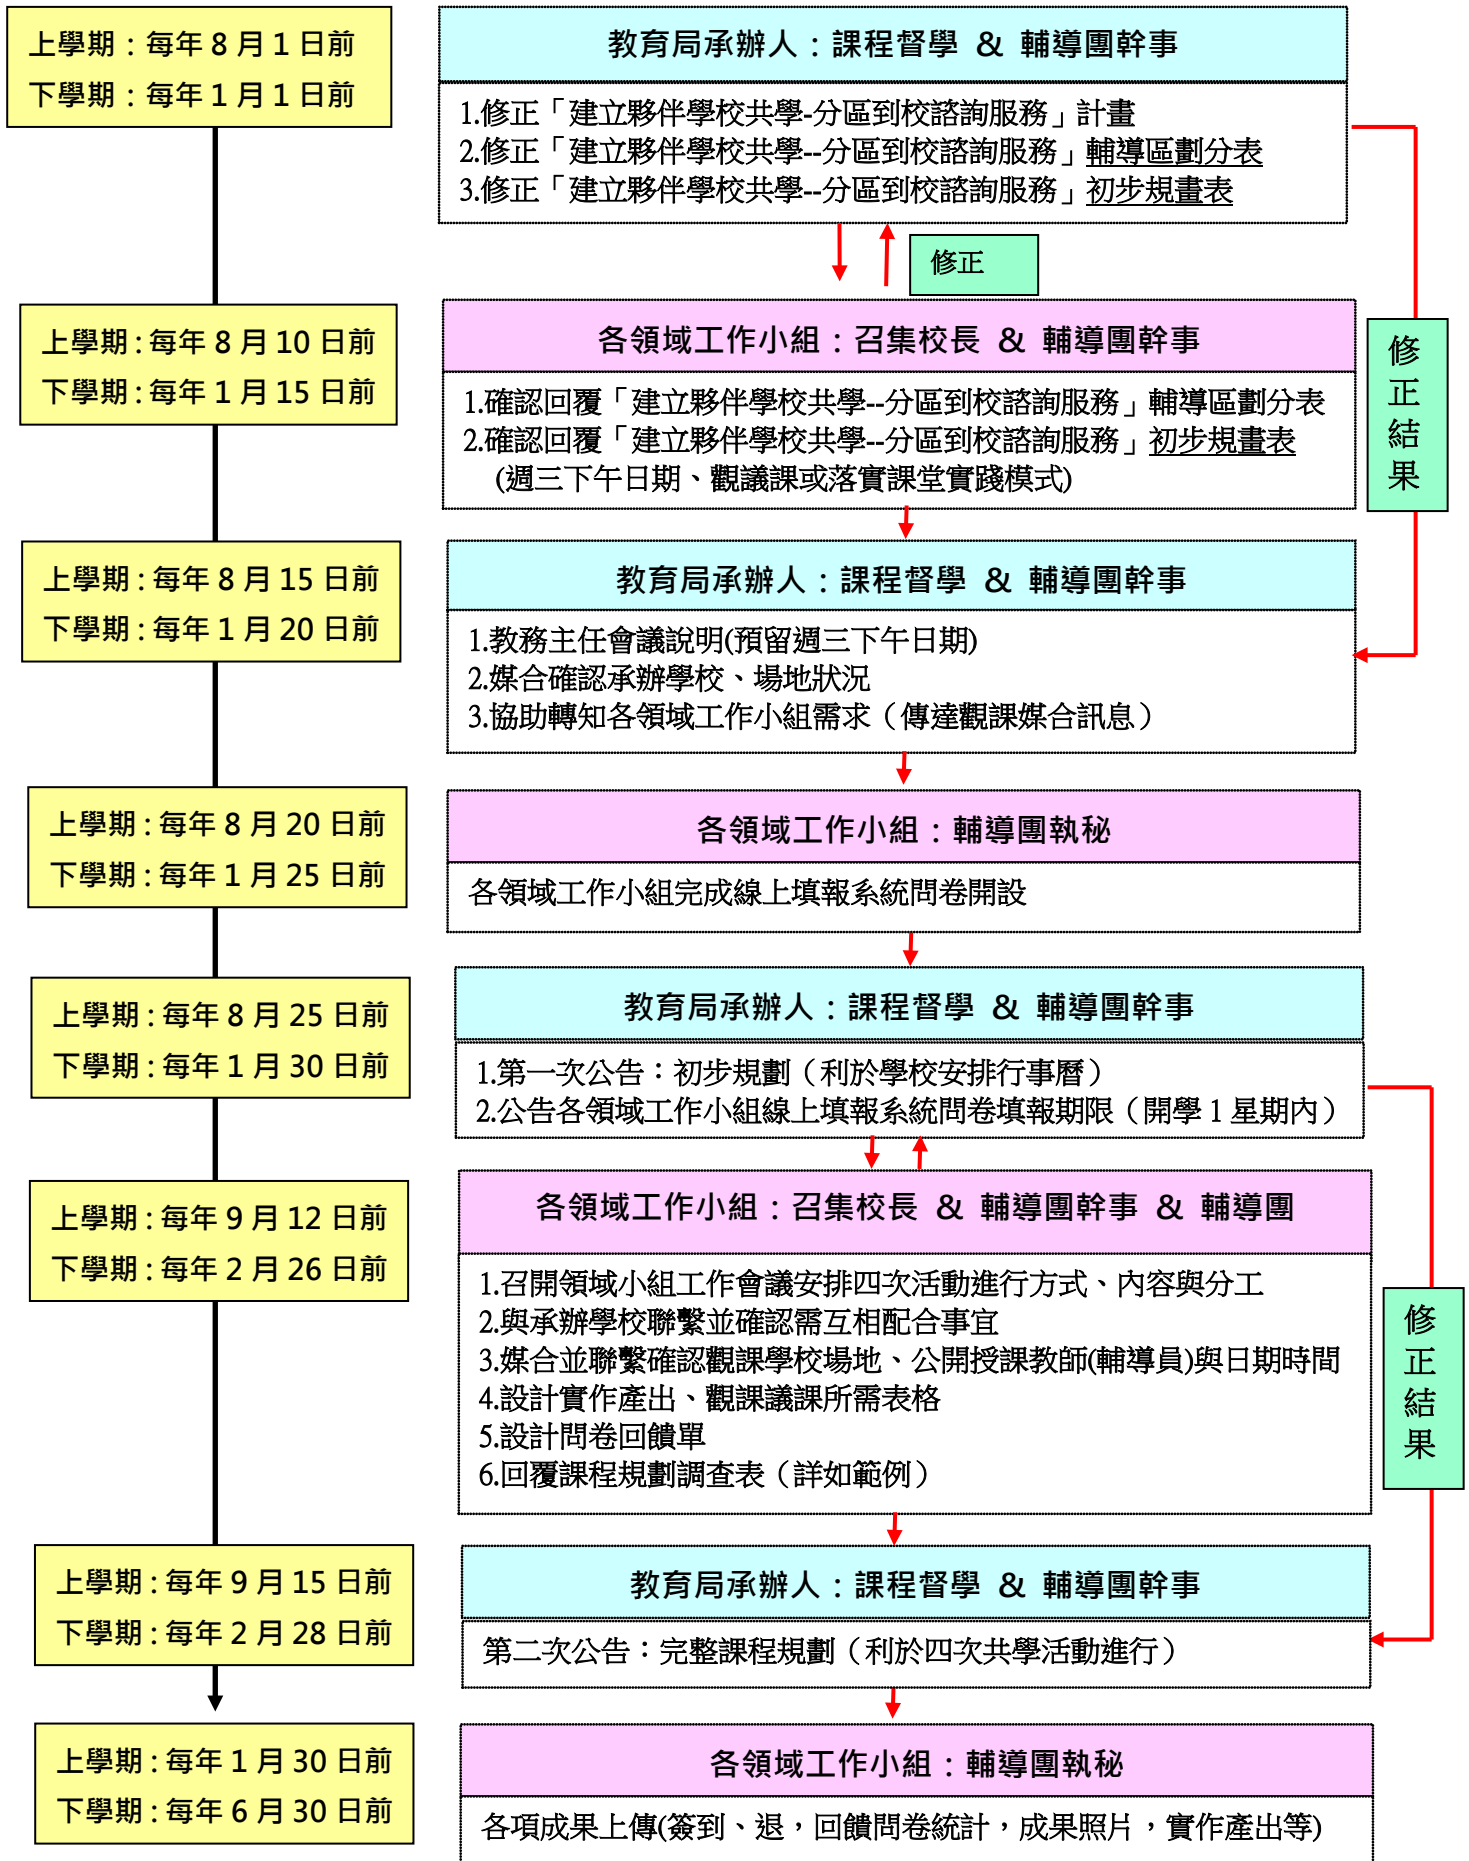 上學期：每年 8 月 1 日前
下學期：每年 1 月 1 日前
教育局承辦人：課程督學 ＆ 輔導團幹事
1.修正「建立夥伴學校共學-分區到校諮詢服務」計畫
2.修正「建立夥伴學校共學--分區到校諮詢服務」輔導區劃分表
3.修正「建立夥伴學校共學--分區到校諮詢服務」初步規畫表
修正
上學期：每年 8 月 10 日前
下學期：每年 1 月 15 日前
各領域工作小組：召集校長 ＆ 輔導團幹事
1.確認回覆「建立夥伴學校共學--分區到校諮詢服務」輔導區劃分表
2.確認回覆「建立夥伴學校共學--分區到校諮詢服務」初步規畫表
(週三下午日期、觀議課或落實課堂實踐模式)
修
正
結
果
上學期：每年 8 月 15 日前
下學期：每年 1 月 20 日前
教育局承辦人：課程督學 ＆ 輔導團幹事
1.教務主任會議說明(預留週三下午日期)
2.媒合確認承辦學校、場地狀況
3.協助轉知各領域工作小組需求（傳達觀課媒合訊息）
上學期：每年 8 月 20 日前
下學期：每年 1 月 25 日前
各領域工作小組：輔導團執秘
各領域工作小組完成線上填報系統問卷開設
上學期：每年 8 月 25 日前
下學期：每年 1 月 30 日前
教育局承辦人：課程督學 ＆ 輔導團幹事
1.第一次公告：初步規劃（利於學校安排行事曆）
2.公告各領域工作小組線上填報系統問卷填報期限（開學 1 星期內）
上學期：每年 9 月 12 日前
下學期：每年 2 月 26 日前
各領域工作小組：召集校長 ＆ 輔導團幹事 ＆ 輔導團
1.召開領域小組工作會議安排四次活動進行方式、內容與分工
2.與承辦學校聯繫並確認需互相配合事宜
3.媒合並聯繫確認觀課學校場地、公開授課教師(輔導員)與日期時間
4.設計實作產出、觀課議課所需表格
5.設計問卷回饋單
6.回覆課程規劃調查表（詳如範例）
修
正
結
果
上學期：每年 9 月 15 日前
下學期：每年 2 月 28 日前
教育局承辦人：課程督學 ＆ 輔導團幹事
第二次公告：完整課程規劃（利於四次共學活動進行）
上學期：每年 1 月 30 日前
下學期：每年 6 月 30 日前
各領域工作小組：輔導團執秘
各項成果上傳(簽到、退，回饋問卷統計，成果照片，實作產出等)